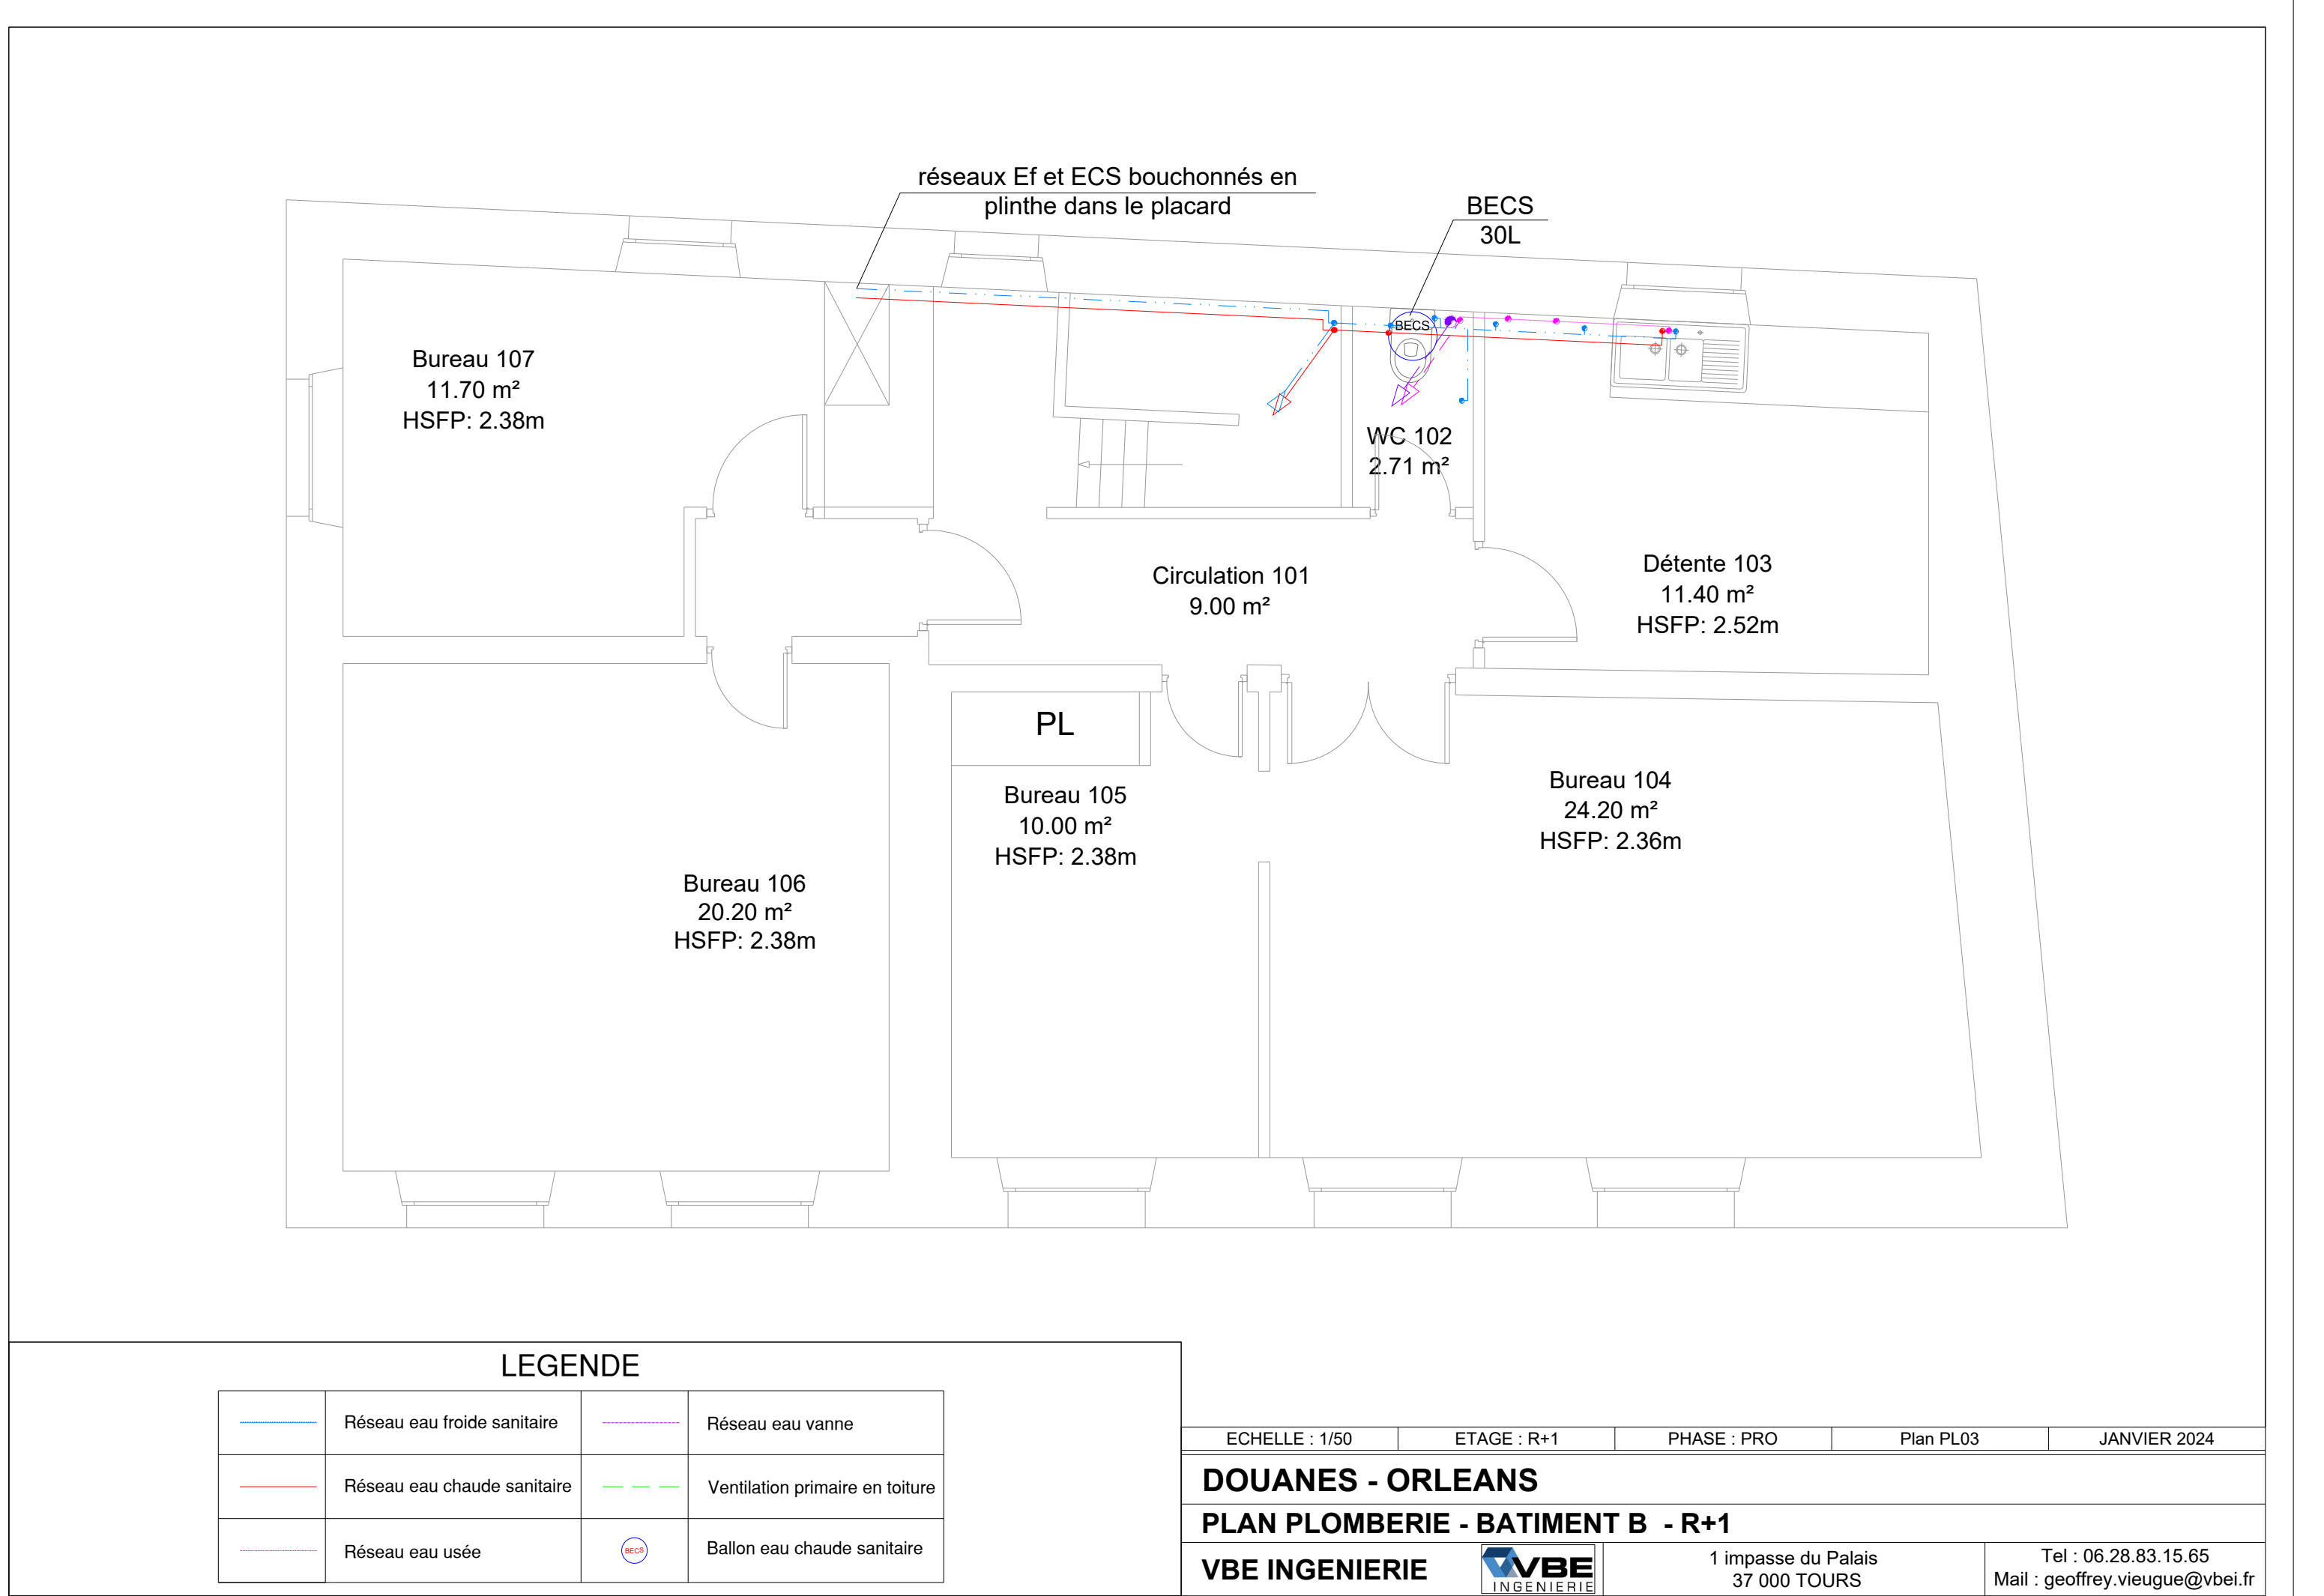 réseaux Ef et ECS bouchonnés en
plinthe dans le placard
BECS
30L
BECS
Bureau 107
11.70 m²
HSFP: 2.38m
WC 102
2.71 m²
Circulation 101
9.00 m²
Détente 103
11.40 m²
HSFP: 2.52m
PL
Bureau 105
10.00 m²
HSFP: 2.38m
Bureau 104
24.20 m²
HSFP: 2.36m
Bureau 106
20.20 m²
HSFP: 2.38m
LEGENDE
Réseau eau froide sanitaire
Réseau eau vanne
Réseau eau chaude sanitaire
Ventilation primaire en toiture
Réseau eau usée
BECS
Ballon eau chaude sanitaire
ECHELLE : 1/50
ETAGE : R+1
PHASE : PRO
Plan PL03
JANVIER 2024
DOUANES - ORLEANS
PLAN PLOMBERIE - BATIMENT B - R+1
VBE INGENIERIE
VBE
INGENIERIE
1 impasse du Palais
37 000 TOURS
Tel : 06.28.83.15.65
Mail : geoffrey.vieugue@vbei.fr